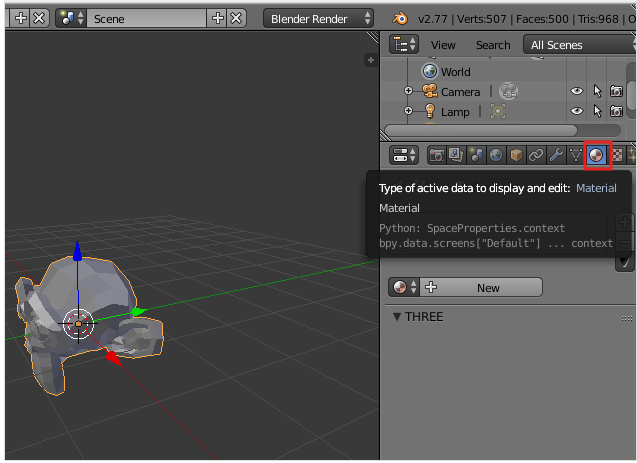 Scene
Blender Render
v2.77 | Verts:507 | Faces:500 | Tris:968 | O
View Search All Scenes
World
Camera
Lamp
Type of active data to display and edit: Material
Material
Python: SpaceProperties.context
bpy.data.screens["Default"] ... context
New
THREE